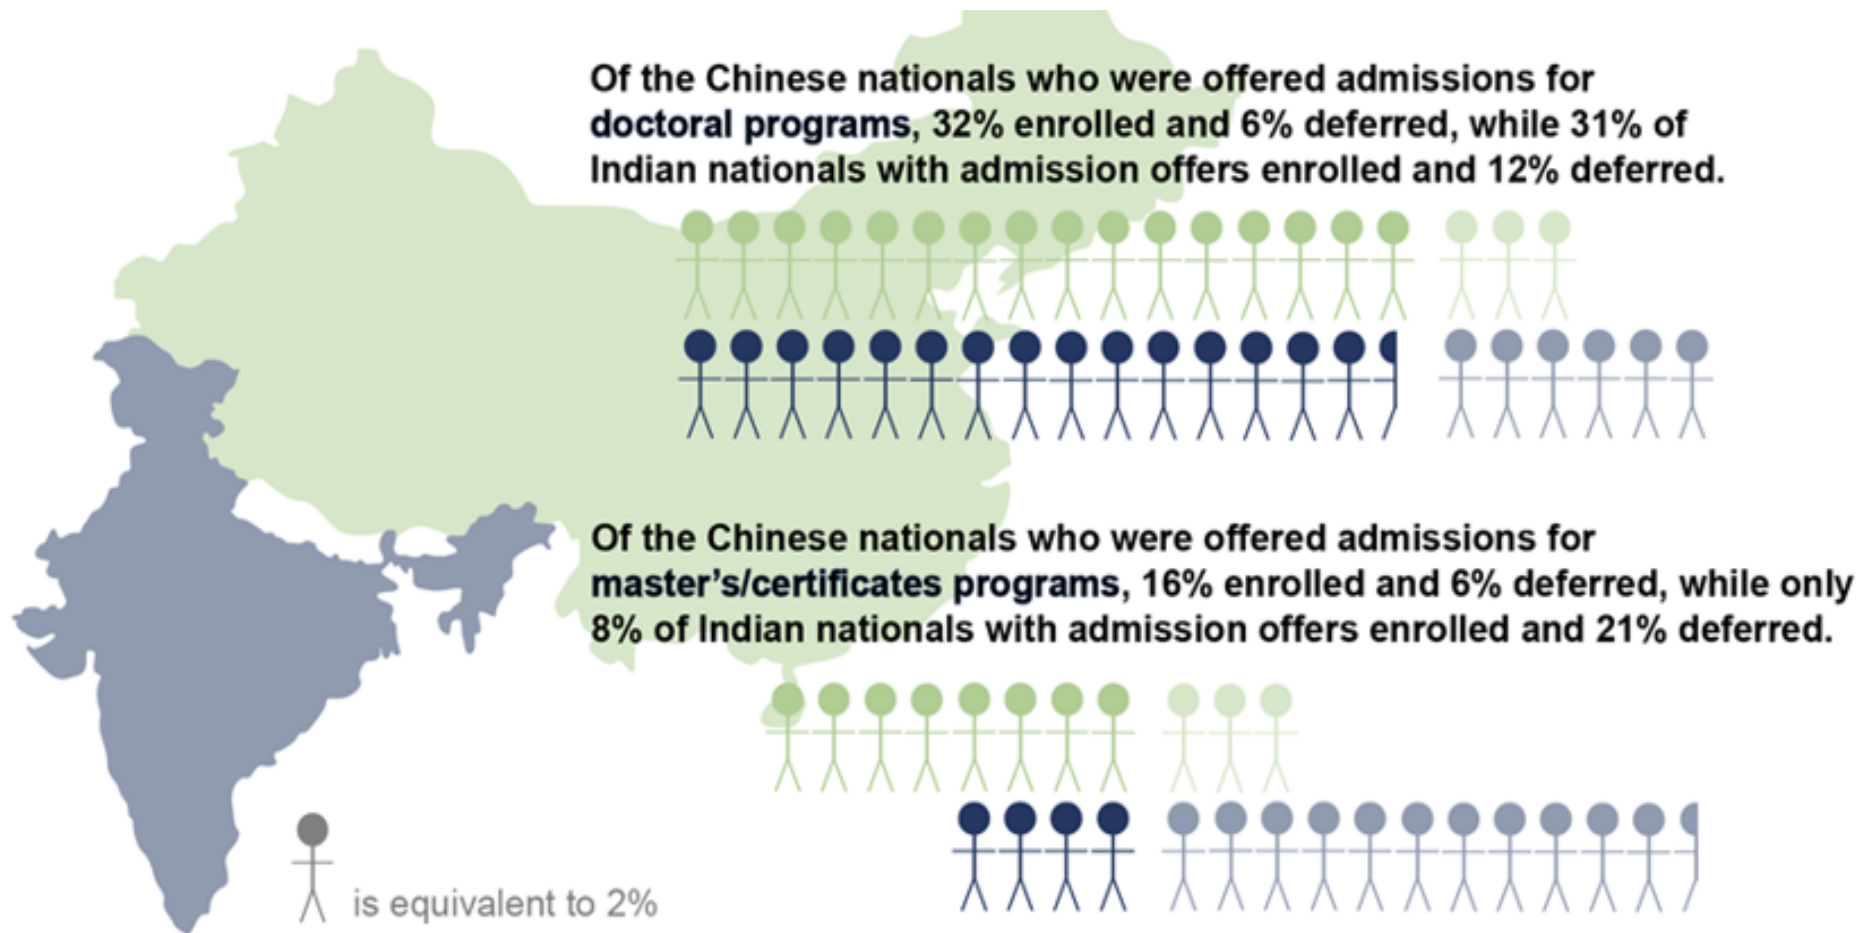 Of the Chinese nationals who were offered admissions for
doctoral programs, 32% enrolled and 6% deferred, while 31% of
Indian nationals with admission offers enrolled and 12% deferred.
Of the Chinese nationals who were offered admissions for
master’s/certificates programs, 16% enrolled and 6% deferred, while only
8% of Indian nationals with admission offers enrolled and 21% deferred.
is equivalent to 2%